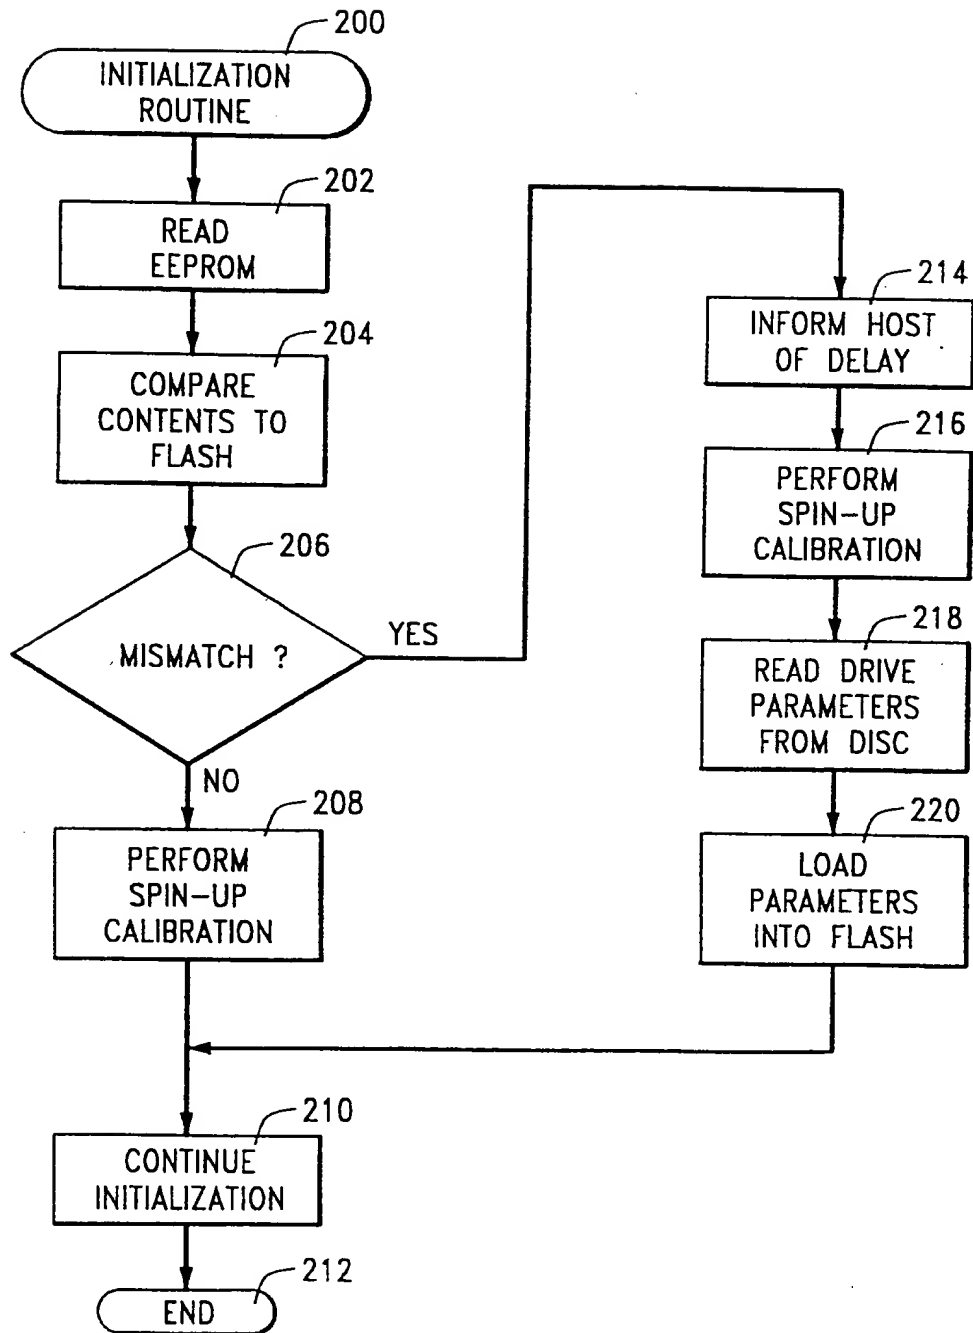 200
INITIALIZATION
ROUTINE
202
READ
EEPROM
204
COMPARE
CONTENTS TO
FLASH
206
MISMATCH ?
YES
NO
208
PERFORM
SPIN-UP
CALIBRATION
214
INFORM HOST
OF DELAY
216
PERFORM
SPIN-UP
CALIBRATION
218
READ DRIVE
PARAMETERS
FROM DISC
220
LOAD
PARAMETERS
INTO FLASH
210
CONTINUE
INITIALIZATION
212
END